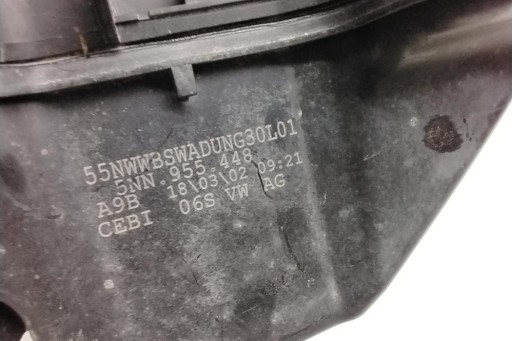 55NWWBSWADUNG30L01
5NN.955.448
A9B 18\03\02 09:21
CEBI 06S VW AG